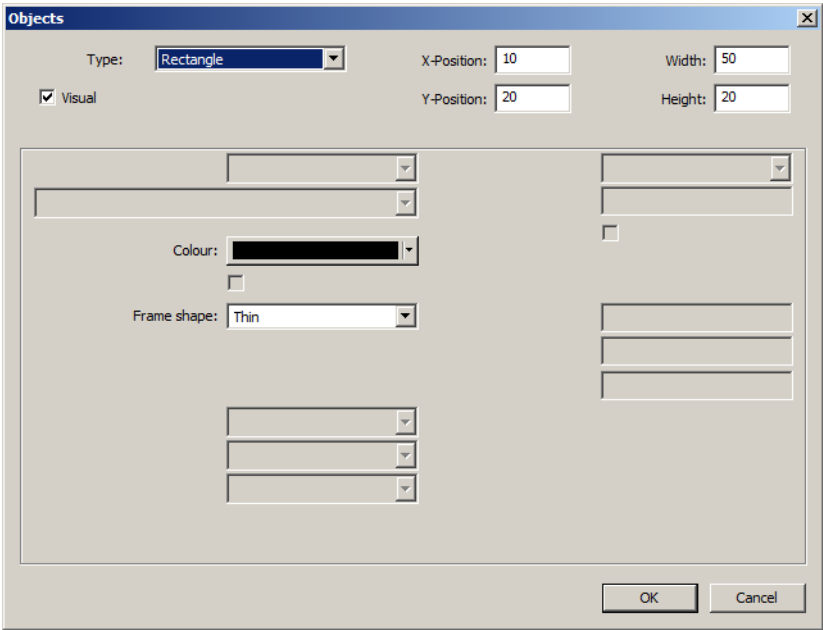 Objects
Type: Rectangle X-Position: 10 Width: 50
Visual Y-Position: 20 Height: 20
Colour:
Frame shape: Thin
OK Cancel